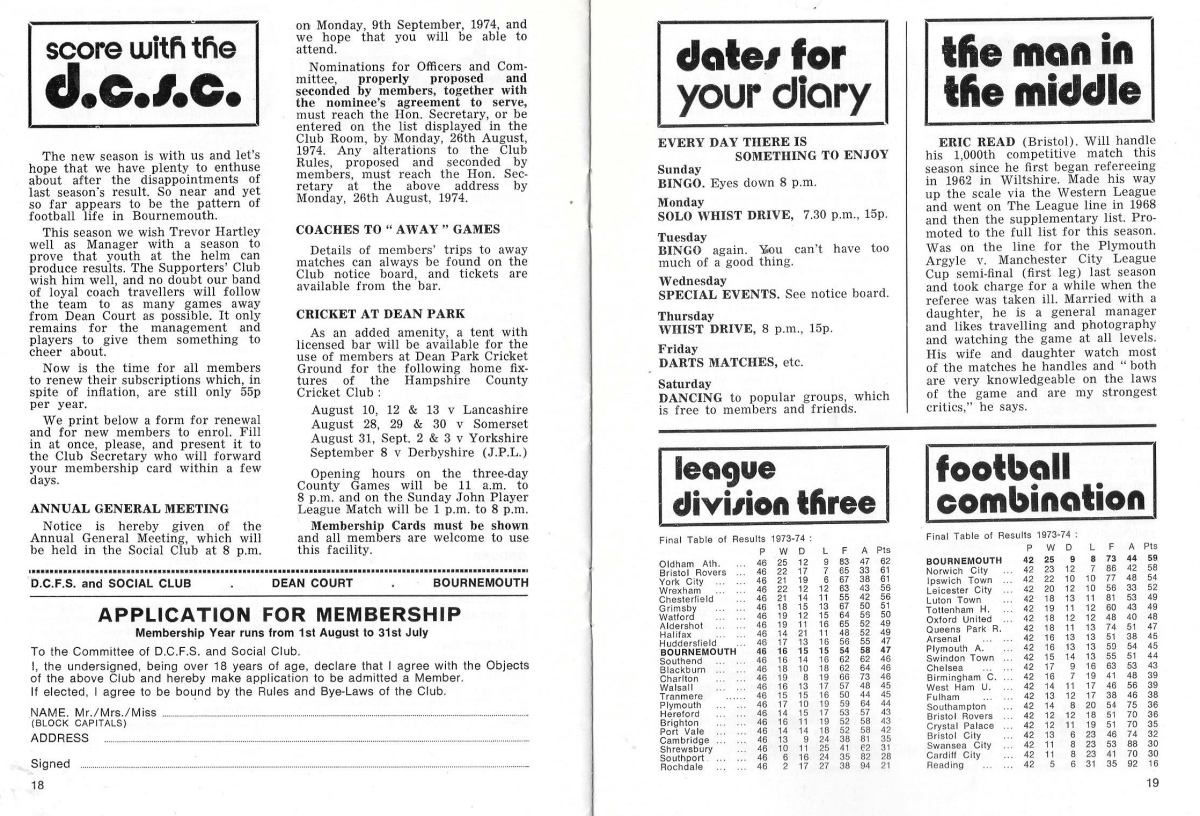 score with the
d.c.s.c.
The new season is with us and let's
hope that we have plenty to enthuse
about after the disappointments of
last season's result. So near and yet
so far appears to be the pattern of
football life in Bournemouth.
This season we wish Trevor Hartley
well as Manager with a season to
prove that youth at the helm can
produce results. The Supporters' Club
wish him well, and no doubt our band
of loyal coach travellers will follow
the team to as many games away
from Dean Court as possible. It only
remains for the management and
players to give them something to
cheer about.
Now is the time for all members
to renew their subscriptions which, in
spite of inflation, are still only 55p
per year.
We print below a form for renewal
and for new members to enrol. Fill
in at once, please, and present it to
the Club Secretary who will forward
your membership card within a few
days.
ANNUAL GENERAL MEETING
Notice is hereby given of the
Annual General Meeting, which will
be held in the Social Club at 8 p.m.
on Monday, 9th September, 1974, and
we hope that you will be able to
attend.
Nominations for Officers and Com-
mittee, properly proposed and
seconded by members, together with
the nominee's agreement to serve,
must reach the Hon. Secretary, or be
entered on the list displayed in the
Club Room, by Monday, 26th August,
1974. Any alterations to the Club
Rules, proposed and seconded by
members, must reach the Hon. Sec-
retary at the above address by
Monday, 26th August, 1974.
COACHES TO " AWAY " GAMES
Details of members' trips to away
matches can always be found on the
Club notice board, and tickets are
available from the bar.
CRICKET AT DEAN PARK
As an added amenity, a tent with
licensed bar will be available for the
use of members at Dean Park Cricket
Ground for the following home fix-
tures of the Hampshire County
Cricket Club :
August 10, 12 & 13 v Lancashire
August 28, 29 & 30 v Somerset
August 31, Sept. 2 & 3 v Yorkshire
September 8 v Derbyshire (J.P.L.)
Opening hours on the three-day
County Games will be 11 a.m. to
8 p.m. and on the Sunday John Player
League Match will be 1 p.m. to 8 p.m.
Membership Cards must be shown
and all members are welcome to use
this facility.
D.C.F.S. and SOCIAL CLUB . DEAN COURT . BOURNEMOUTH
APPLICATION FOR MEMBERSHIP
Membership Year runs from 1st August to 31st July
To the Committee of D.C.F.S. and Social Club.
I, the undersigned, being over 18 years of age, declare that I agree with the Objects
of the above Club and hereby make application to be admitted a Member.
If elected, I agree to be bound by the Rules and Bye-Laws of the Club.
NAME. Mr./Mrs./Miss
(BLOCK CAPITALS)
ADDRESS
Signed
18
dates for
your diary
EVERY DAY THERE IS
SOMETHING TO ENJOY
Sunday
BINGO. Eyes down 8 p.m.
Monday
SOLO WHIST DRIVE, 7.30 p.m., 15p.
Tuesday
BINGO again. You can't have too
much of a good thing.
Wednesday
SPECIAL EVENTS. See notice board.
Thursday
WHIST DRIVE, 8 p.m., 15p.
Friday
DARTS MATCHES, etc.
Saturday
DANCING to popular groups, which
is free to members and friends.
the man in
the middle
ERIC READ (Bristol). Will handle
his 1,000th competitive match this
season since he first began refereeing
in 1962 in Wiltshire. Made his way
up the scale via the Western League
and went on The League line in 1968
and then the supplementary list. Pro-
moted to the full list for this season.
Was on the line for the Plymouth
Argyle v. Manchester City League
Cup semi-final (first leg) last season
and took charge for a while when the
referee was taken ill. Married with a
daughter, he is a general manager
and likes travelling and photography
and watching the game at all levels.
His wife and daughter watch most
of the matches he handles and " both
are very knowledgeable on the laws
of the game and are my strongest
critics," he says.
league
division three
Final Table of Results 1973-74 :
P W D L F A Pts
Oldham Ath. ... 46 25 12 9 83 47 62
Bristol Rovers ... 46 22 17 7 65 33 61
York City ... ... 46 21 19 6 67 38 61
Wrexham ... ... 46 22 12 12 63 43 56
Chesterfield ... 46 21 14 11 55 42 56
Grimsby ... ... 46 18 15 13 67 50 51
Watford ... ... 46 19 12 15 64 59 50
Aldershot ... ... 46 19 11 16 65 52 49
Halifax ... ... 46 14 21 11 48 52 49
Huddersfield ... 46 17 13 16 56 55 47
BOURNEMOUTH 46 16 15 15 54 58 47
Southend ... ... 46 16 14 16 62 62 46
Blackburn ... ... 46 18 10 18 62 64 46
Charlton ... ... 46 19 8 19 66 73 46
Walsall ... ... 46 16 13 17 57 48 45
Tranmere ...... 46 15 15 16 50 44 45
Plymouth ... ... 46 17 10 19 59 64 44
Hereford ... ... 46 14 15 17 53 57 43
Brighton ... ... 46 16 11 19 52 58 43
Port Vale ... ... 46 14 14 18 52 58 42
Cambridge ... ... 46 13 9 24 38 81 35
Shrewsbury ... 46 10 11 25 41 62 31
Southport ... ... 46 6 16 24 35 82 28
Rochdale ... ... 46 2 17 27 38 94 21
football
combination
Final Table of Results 1973-74 :
P W D L F A Pts
BOURNEMOUTH 42 25 9 8 73 44 59
Norwich City ... 42 23 12 7 86 42 58
Ipswich Town ... 42 22 10 10 77 48 54
Leicester City ... 42 20 12 10 56 33 52
Luton Town ... 42 18 13 11 81 53 49
Tottenham H. ... 42 19 11 12 60 43 49
Oxford United ... 42 18 12 12 48 40 48
Queens Park R. 42 18 11 13 74 51 47
Arsenal ... ... 42 16 13 13 51 38 45
Plymouth A. ... 42 16 13 13 59 54 45
Swindon Town ... 42 15 14 13 55 51 44
Chelsea ... ... 42 17 9 16 63 53 43
Birmingham C. ... 42 16 7 19 41 48 39
West Ham U. ... 42 14 11 17 46 56 39
Fulham ... ... 42 13 12 17 38 46 38
Southampton ... 42 14 8 20 54 75 36
Bristol Rovers ... 42 12 12 18 51 70 36
Crystal Palace ... 42 12 11 19 51 70 35
Bristol City ... 42 13 6 23 46 74 32
Swansea City ... 42 11 8 23 53 88 30
Cardiff City ... 42 11 8 23 41 70 30
Reading ... ... 42 5 6 31 35 92 16
19